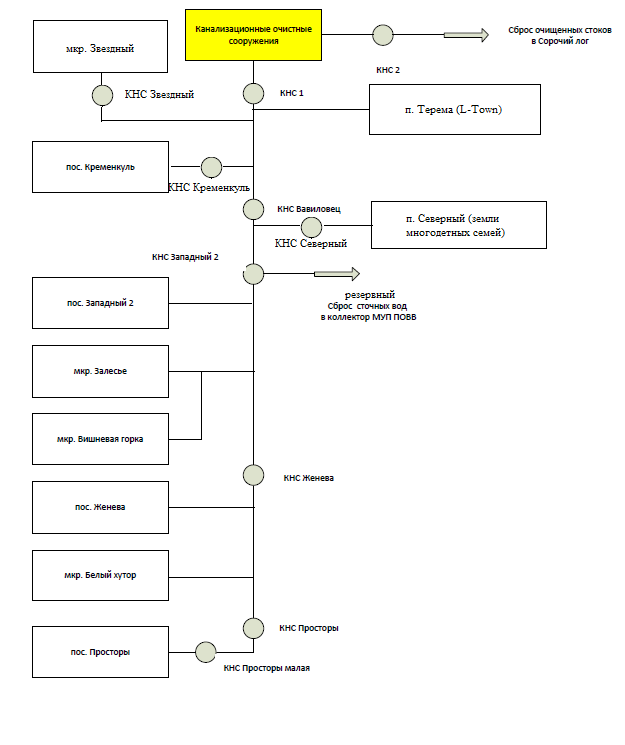 Канализационные очистные
сооружения
Сброс очищенных стоков
в Сорочий лог
мкр. Звездный
КНС 2
КНС Звездный
КНС 1
п. Терема (L-Town)
пос. Кременкуль
КНС Кременкуль
КНС Вавиловец
п. Северный (земли
многодетных семей)
КНС Северный
КНС Западный 2
резервный
Сброс сточных вод
в коллектор МУП ПОВВ
пос. Западный 2
мкр. Залесье
мкр. Вишневая горка
КНС Женева
пос. Женева
мкр. Белый хутор
КНС Просторы
пос. Просторы
КНС Просторы малая